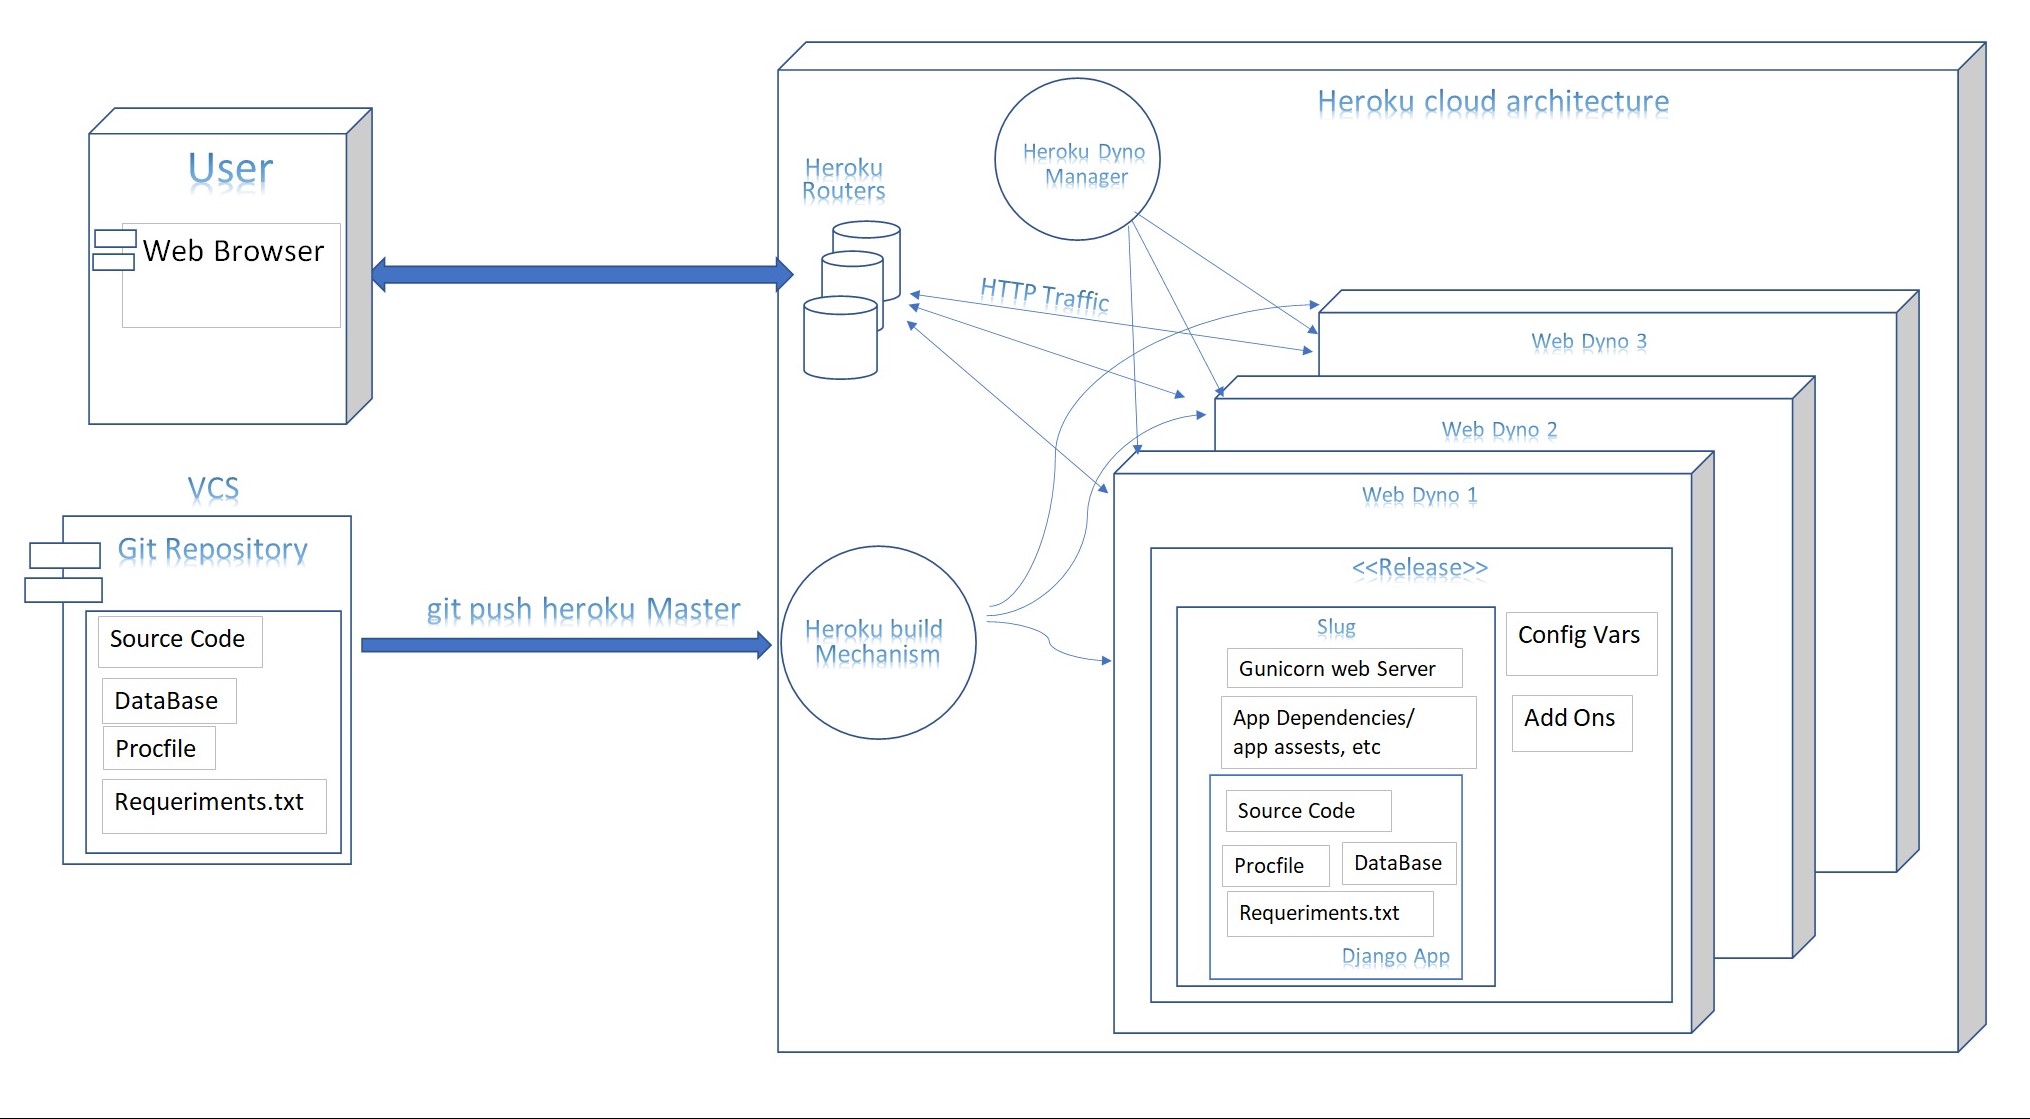 Heroku cloud architecture
User
Web Browser
Heroku
Routers
Heroku Dyno
Manager
HTTP Traffic
Web Dyno 3
Web Dyno 2
Web Dyno 1
VCS
Git Repository
Source Code
DataBase
Procfile
Requeriments.txt
git push heroku Master
Heroku build
Mechanism
<<Release>>
Slug
Gunicorn web Server
App Dependencies/
app assests, etc
Source Code
Procfile
DataBase
Requeriments.txt
Django App
Config Vars
Add Ons